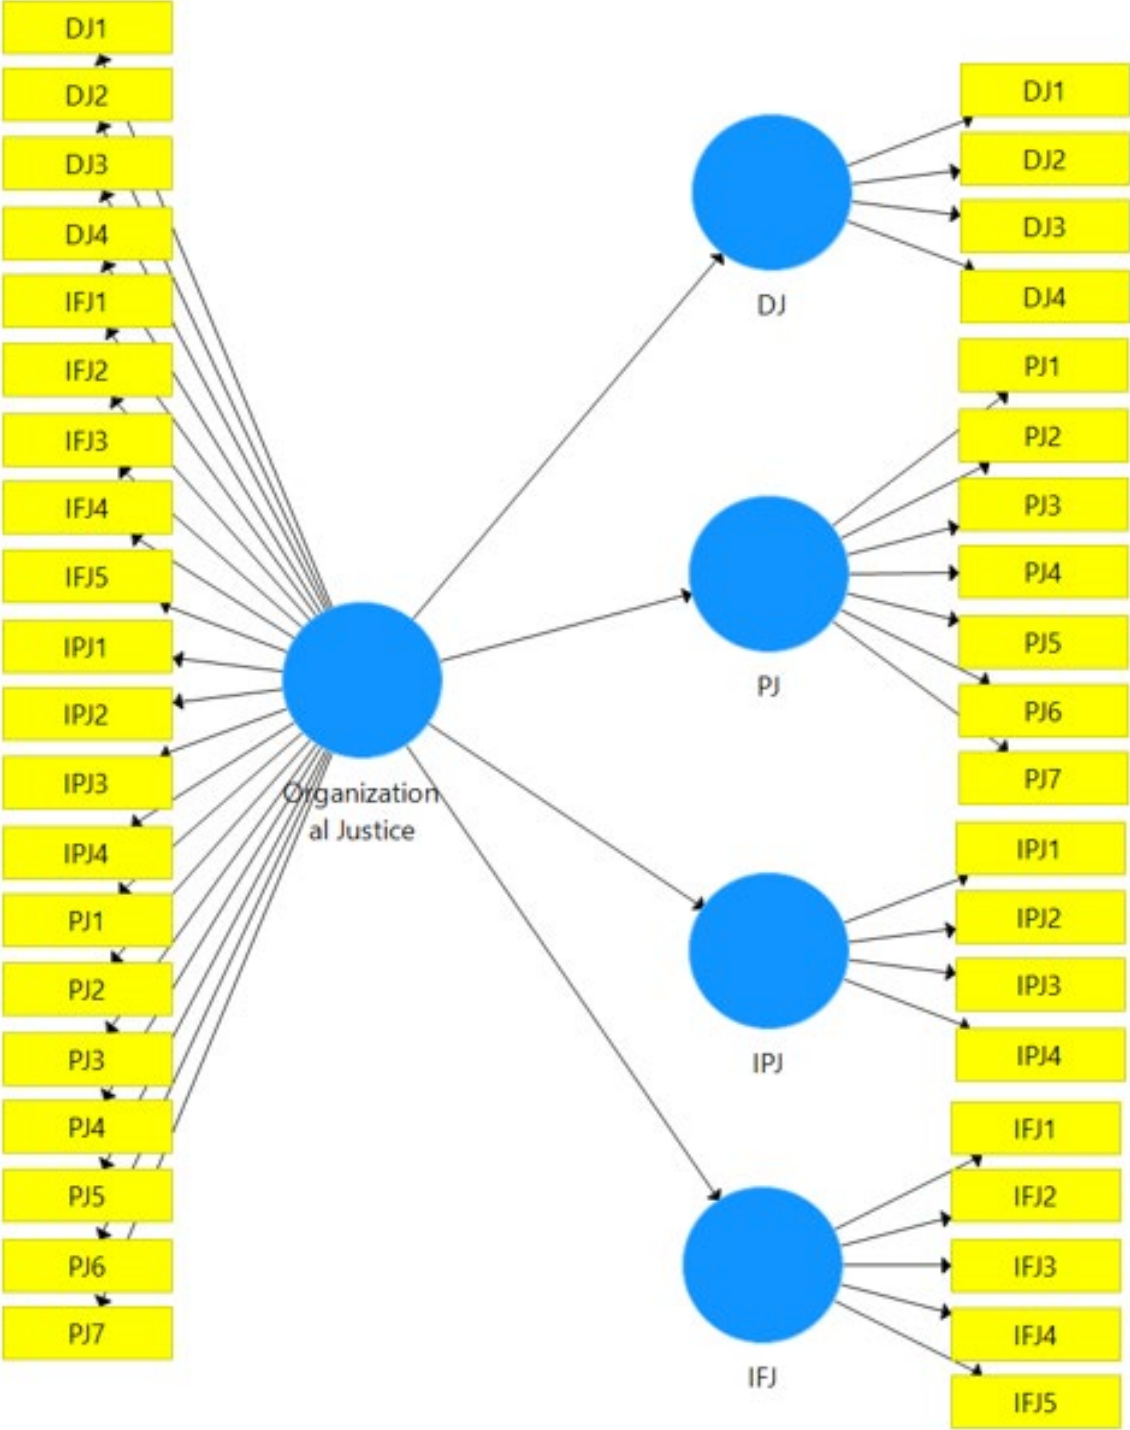 DJ1
DJ2
DJ3
DJ4
IFJ1
IFJ2
IFJ3
IFJ4
IFJ5
IPJ1
IPJ2
IPJ3
IPJ4
PJ1
PJ2
PJ3
PJ4
PJ5
PJ6
PJ7
Organization
al Justice
DJ
PJ
IPJ
IFJ
DJ1
DJ2
DJ3
DJ4
PJ1
PJ2
PJ3
PJ4
PJ5
PJ6
PJ7
IPJ1
IPJ2
IPJ3
IPJ4
IFJ1
IFJ2
IFJ3
IFJ4
IFJ5